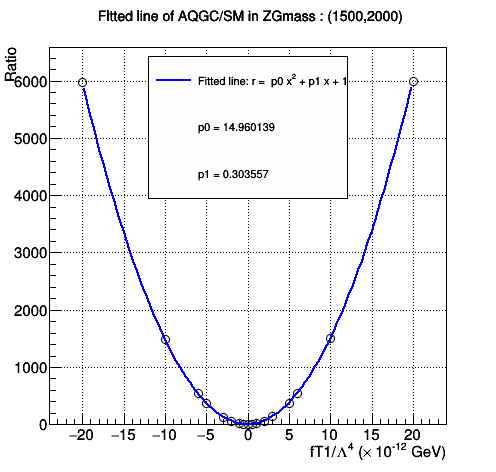 FItted line of AQGC/SM in ZGmass : (1500,2000)
Ratio
Fitted line: r = p0 x² + p1 x + 1
p0 = 14.960139
p1 = 0.303557
6000
5000
4000
3000
2000
1000
0
−20 −15 −10 −5 0 5 10 15 20
fT1/Λ⁴ (× 10⁻¹² GeV)